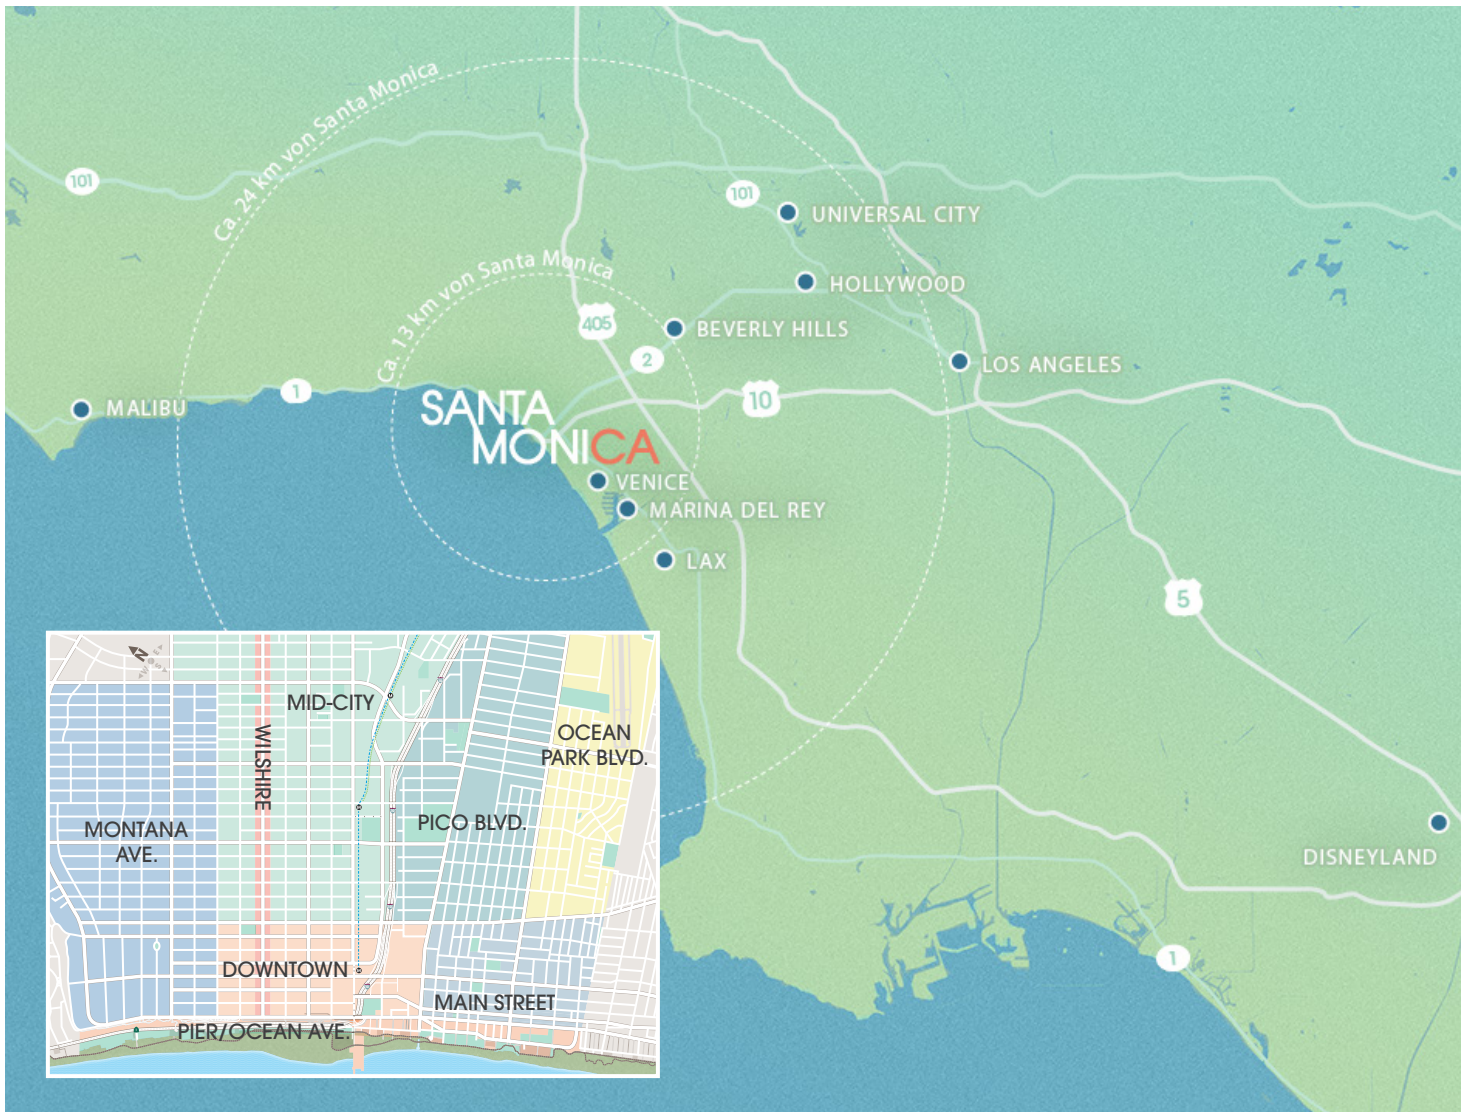 Ca. 24 km von Santa Monica
101
101
UNIVERSAL CITY
Ca. 13 km von Santa Monica
HOLLYWOOD
405
BEVERLY HILLS
2
LOS ANGELES
1
10
MALIBU
SANTA
MONICA
VENICE
MARINA DEL REY
LAX
5
DISNEYLAND
1
N
MID-CITY
WILSHIRE
OCEAN
PARK BLVD.
MONTANA
AVE.
PICO BLVD.
DOWNTOWN
MAIN STREET
PIER/OCEAN AVE.